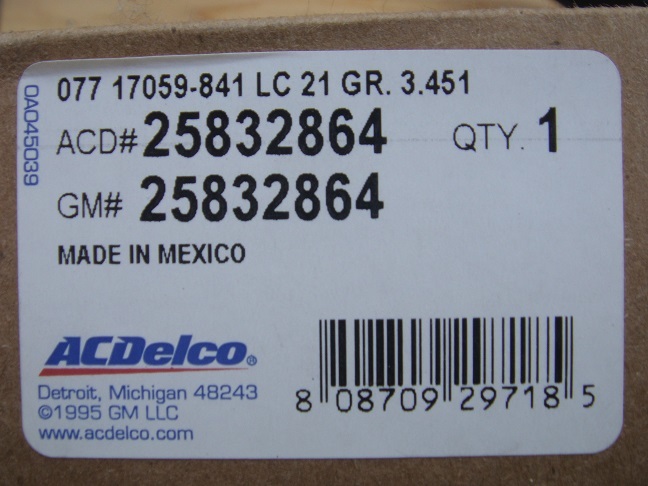 077 17059-841 LC 21 GR. 3.451
0A045039
ACD# 25832864 QTY. 1
GM# 25832864
MADE IN MEXICO
ACDelco®
Detroit, Michigan 48243
©1995 GM LLC
www.acdelco.com
8 08709 29718 5